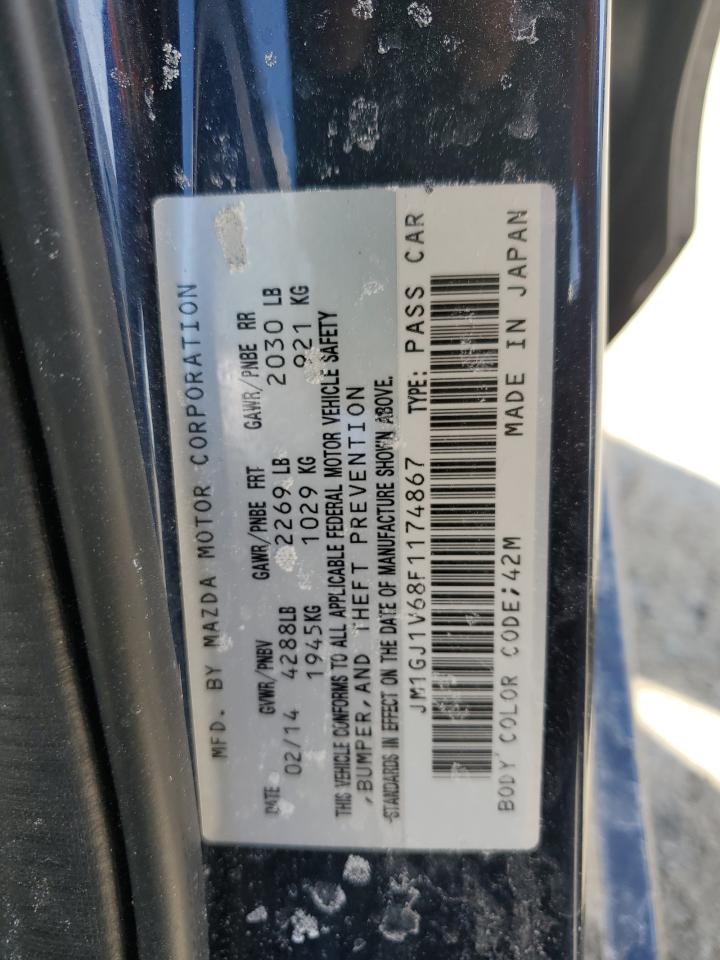 MFD. BY MAZDA MOTOR CORPORATION
DATE GVWR/PNBV GAWR/PNBE FRT GAWR/PNBE RR
02/14 4288LB 2269 LB 2030 LB
1945KG 1029 KG 921 KG
THIS VEHICLE CONFORMS TO ALL APPLICABLE FEDERAL MOTOR VEHICLE SAFETY
,BUMPER,AND THEFT PREVENTION
STANDARDS IN EFFECT ON THE DATE OF MANUFACTURE SHOWN ABOVE.
JM1GJ1V68F1174867 TYPE: PASS CAR
BODY COLOR CODE;42M MADE IN JAPAN